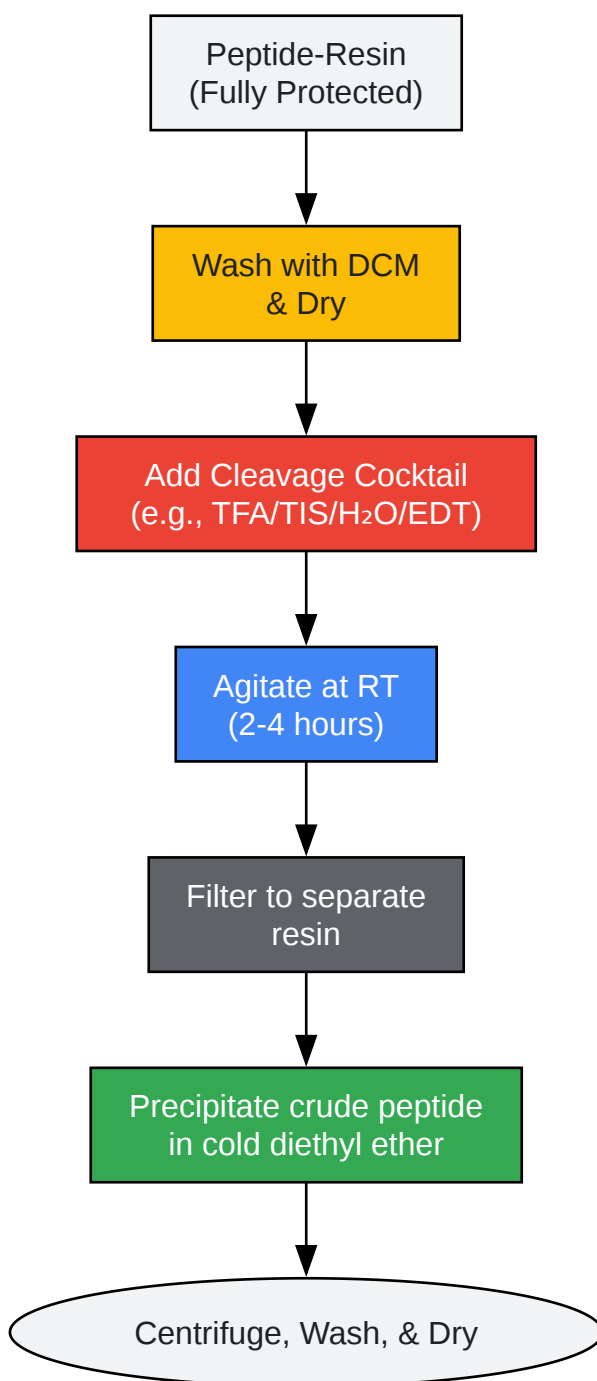 Peptide-Resin
(Fully Protected)
Wash with DCM
& Dry
Add Cleavage Cocktail
(e.g., TFA/TIS/H₂O/EDT)
Agitate at RT
(2-4 hours)
Filter to separate
resin
Precipitate crude peptide
in cold diethyl ether
Centrifuge, Wash, & Dry